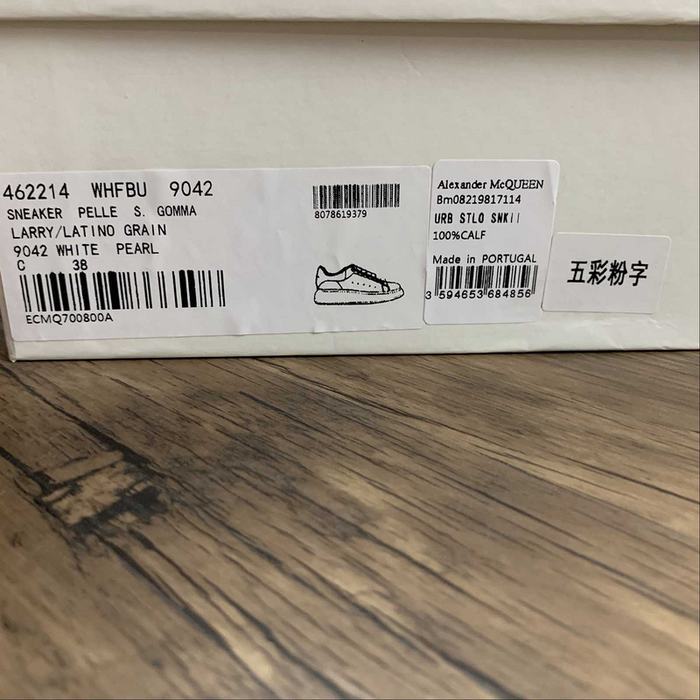 462214 WHFBU 9042
SNEAKER PELLE S. GOMMA
LARRY/LATINO GRAIN
9042 WHITE PEARL
C 38
ECMQ700800A
8078619379
Alexander McQUEEN
Bm08219817114
URB STLO SNKII
100%CALF
Made in PORTUGAL
3 594653 684856
五彩粉字